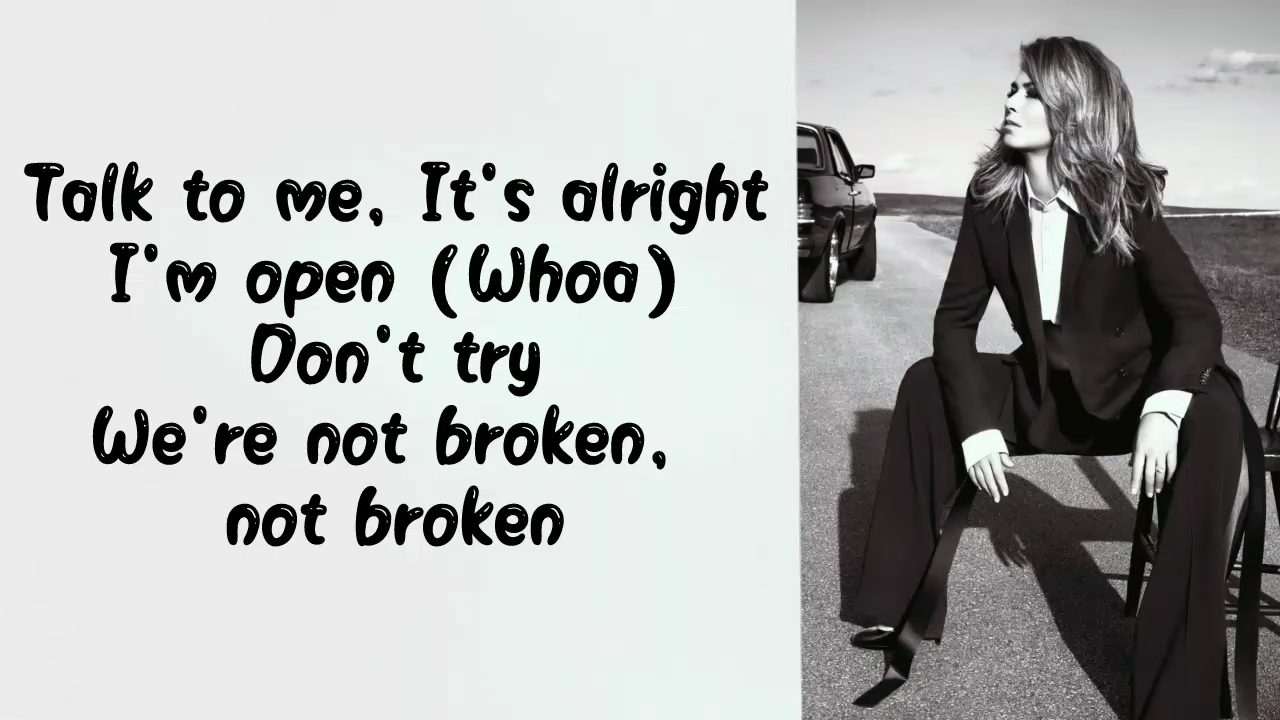 Talk to me, It's alright
I'm open (Whoa)
Don't try
We're not broken,
not broken